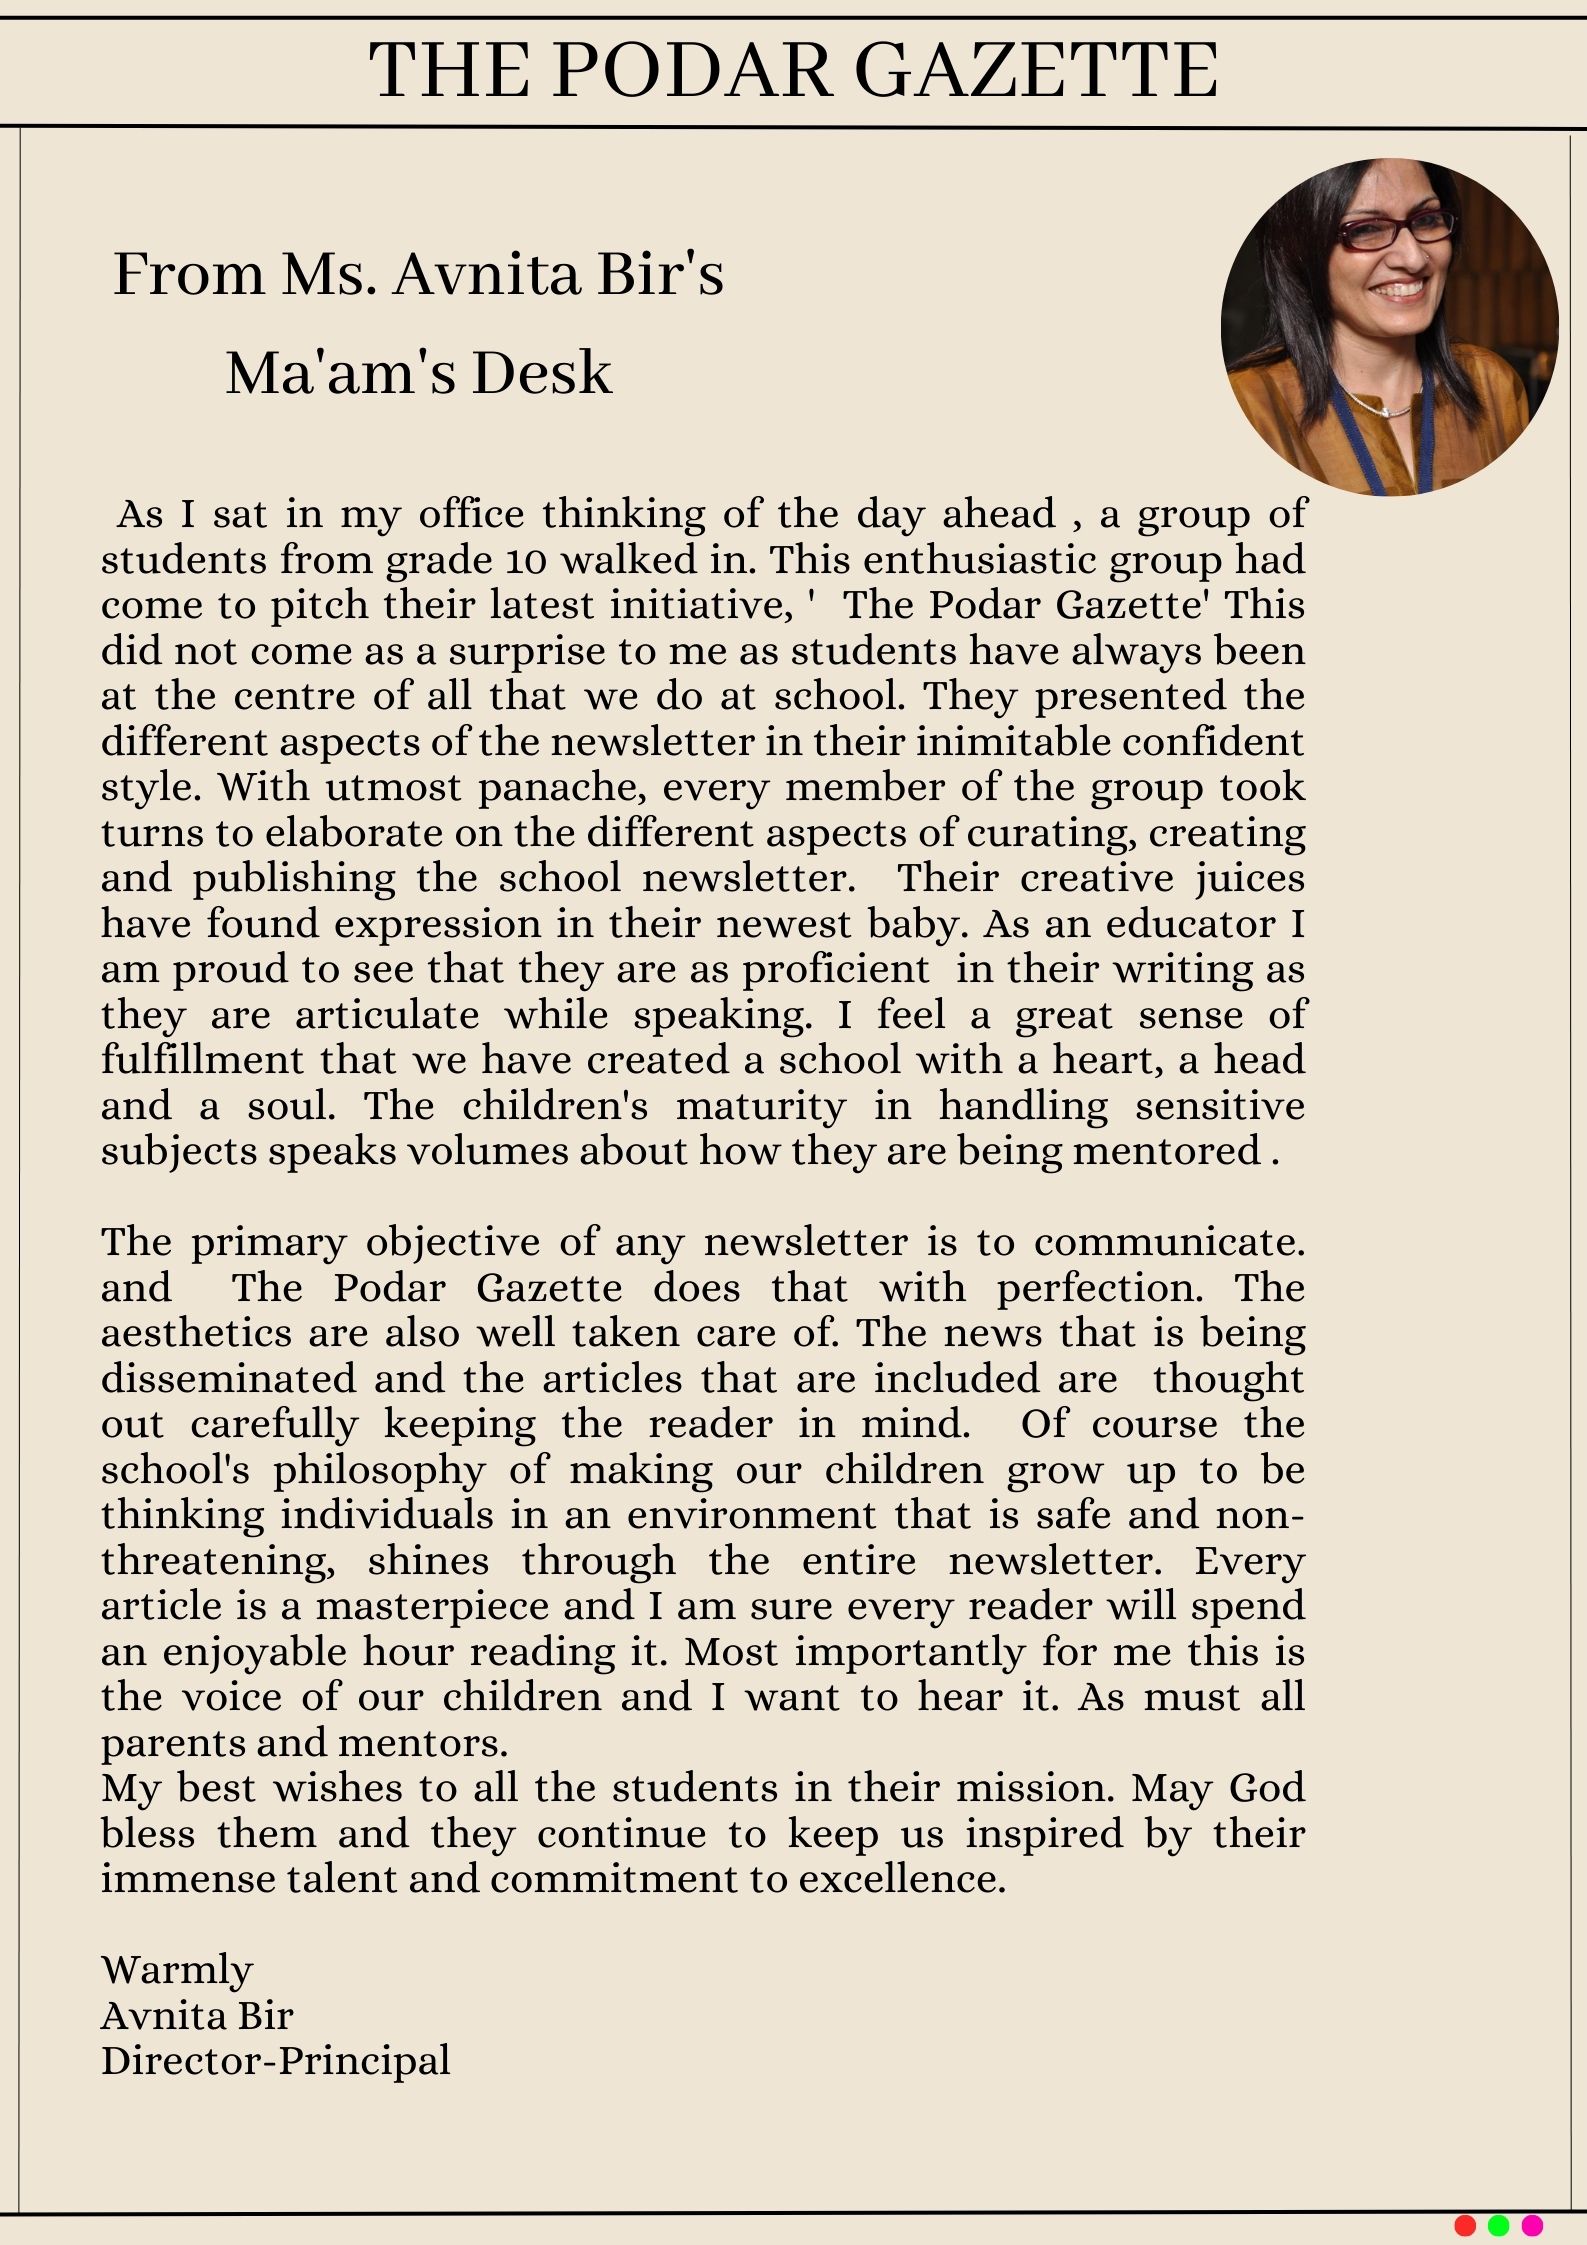 THE PODAR GAZETTE
From Ms. Avnita Bir's
Ma'am's Desk
As I sat in my office thinking of the day ahead , a group of
students from grade 10 walked in. This enthusiastic group had
come to pitch their latest initiative, ' The Podar Gazette' This
did not come as a surprise to me as students have always been
at the centre of all that we do at school. They presented the
different aspects of the newsletter in their inimitable confident
style. With utmost panache, every member of the group took
turns to elaborate on the different aspects of curating, creating
and publishing the school newsletter. Their creative juices
have found expression in their newest baby. As an educator I
am proud to see that they are as proficient in their writing as
they are articulate while speaking. I feel a great sense of
fulfillment that we have created a school with a heart, a head
and a soul. The children's maturity in handling sensitive
subjects speaks volumes about how they are being mentored .
The primary objective of any newsletter is to communicate.
and The Podar Gazette does that with perfection. The
aesthetics are also well taken care of. The news that is being
disseminated and the articles that are included are thought
out carefully keeping the reader in mind. Of course the
school's philosophy of making our children grow up to be
thinking individuals in an environment that is safe and non-
threatening, shines through the entire newsletter. Every
article is a masterpiece and I am sure every reader will spend
an enjoyable hour reading it. Most importantly for me this is
the voice of our children and I want to hear it. As must all
parents and mentors.
My best wishes to all the students in their mission. May God
bless them and they continue to keep us inspired by their
immense talent and commitment to excellence.
Warmly
Avnita Bir
Director-Principal